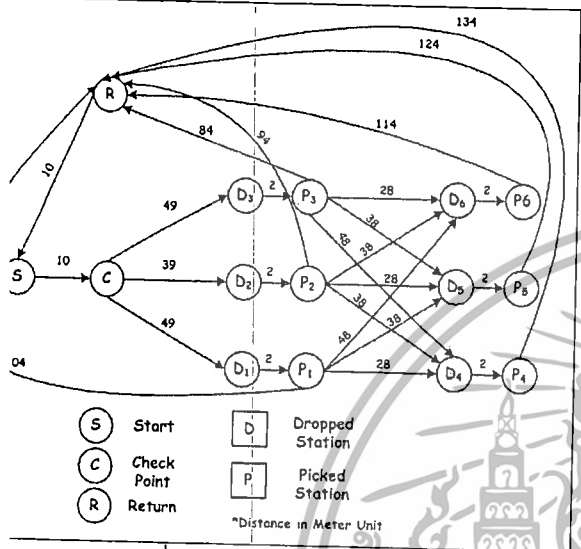 134
124
R
114
84
94
10
49
D3
2
P3
28
D6
2
P6
38
48
38
S
10
C
39
D2
2
P2
28
D5
2
P5
38
38
48
49
D1
2
P1
28
D4
2
P4
04
S
Start
D
Dropped
Station
C
Check
Point
P
Picked
Station
R
Return
*Distance in Meter Unit